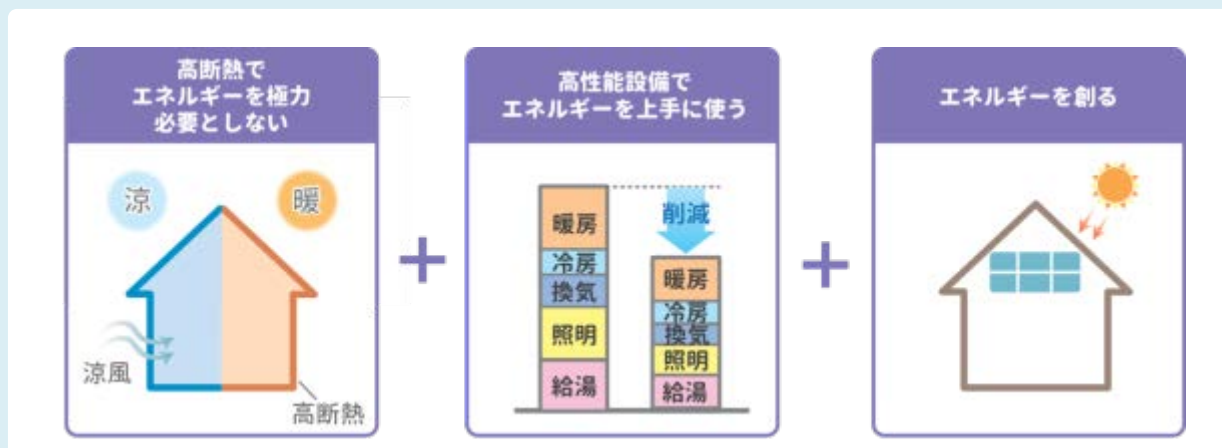 高断熱で
エネルギーを極力
必要としない
涼
暖
涼風
高断熱
+
高性能設備で
エネルギーを上手に使う
削減
暖房
冷房
換気
照明
給湯
暖房
冷房
換気
照明
給湯
+
エネルギーを創る